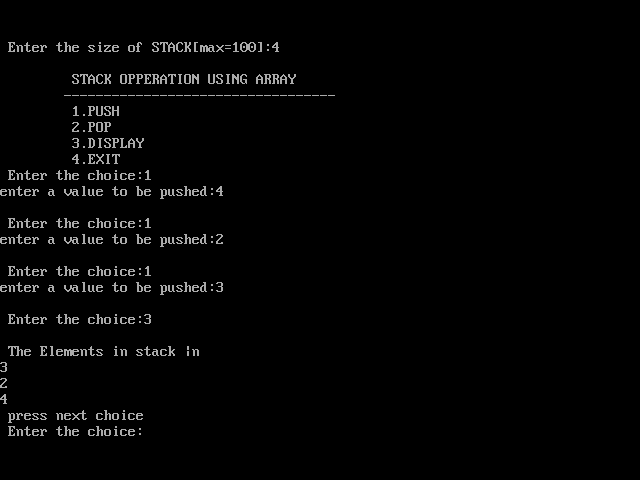 Enter the size of STACK[max=100]:4
STACK OPPERATION USING ARRAY
----------------------------------
1.PUSH
2.POP
3.DISPLAY
4.EXIT
Enter the choice:1
enter a value to be pushed:4
Enter the choice:1
enter a value to be pushed:2
Enter the choice:1
enter a value to be pushed:3
Enter the choice:3
The Elements in stack |n
3
2
4
press next choice
Enter the choice: